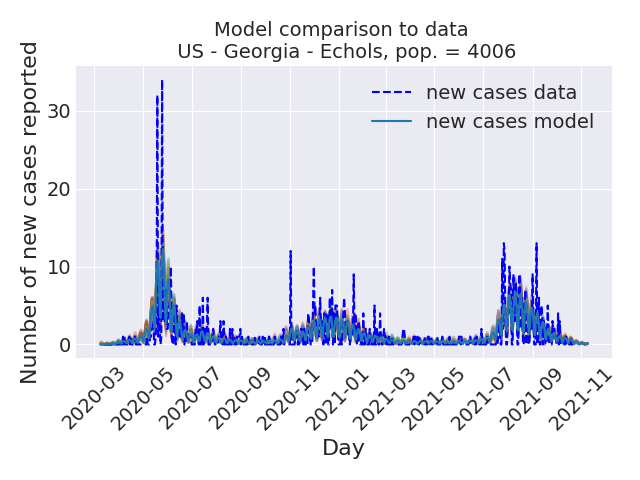 Model comparison to data
US - Georgia - Echols, pop. = 4006
new cases data
new cases model
Number of new cases reported
30
20
10
0
2020-03
2020-05
2020-07
2020-09
2020-11
2021-01
2021-03
2021-05
2021-07
2021-09
2021-11
Day